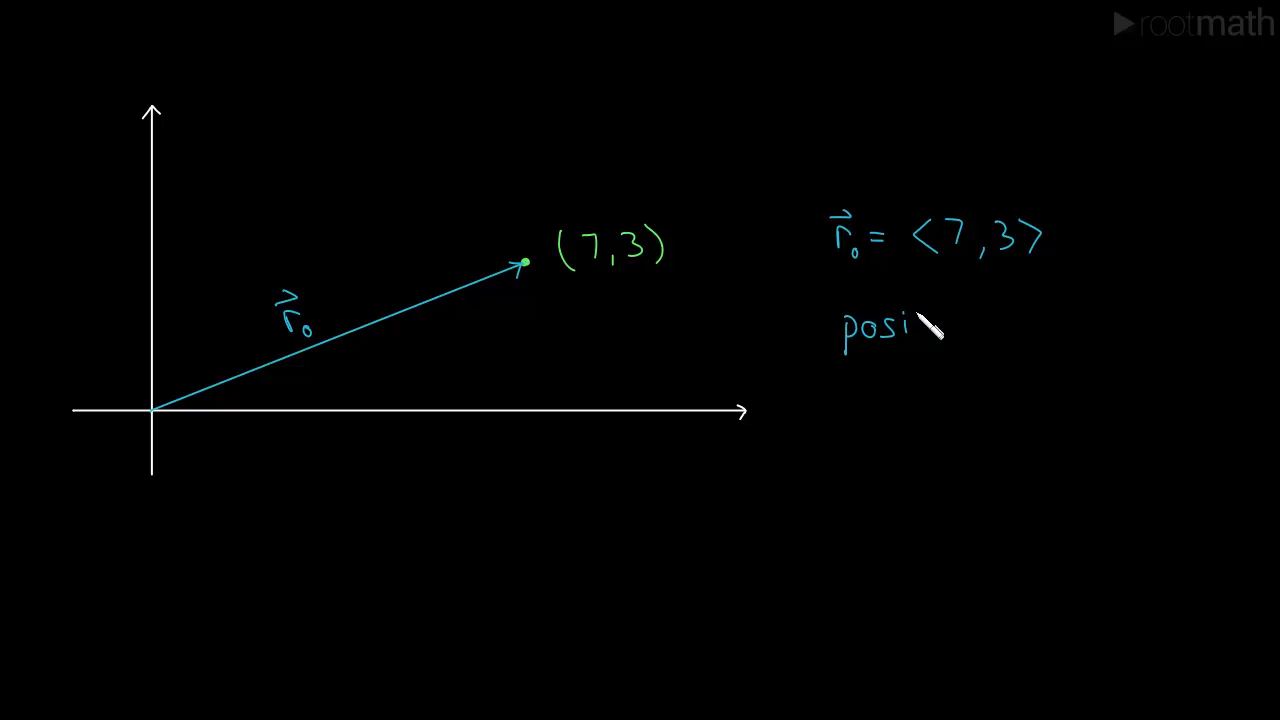 rootmath
(7,3)
r⃗₀ = <7,3>
r⃗₀
posi